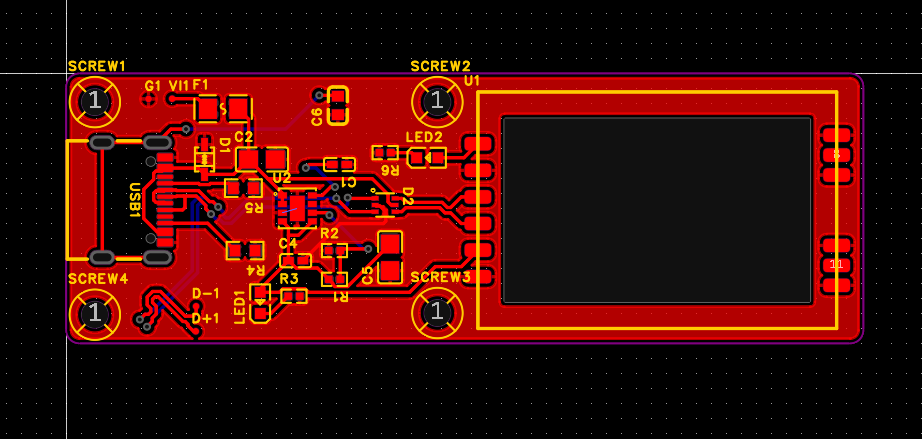 SCREW1
SCREW2
G1 VI1 F1
U1
1
1
C6
C2
D1
LED2
R6
U2
C1
USB1
R5
D2
R2
C4
R4
C5
SCREW4
R3
R1
SCREW3
11
D-1
LED1
D+1
1
1